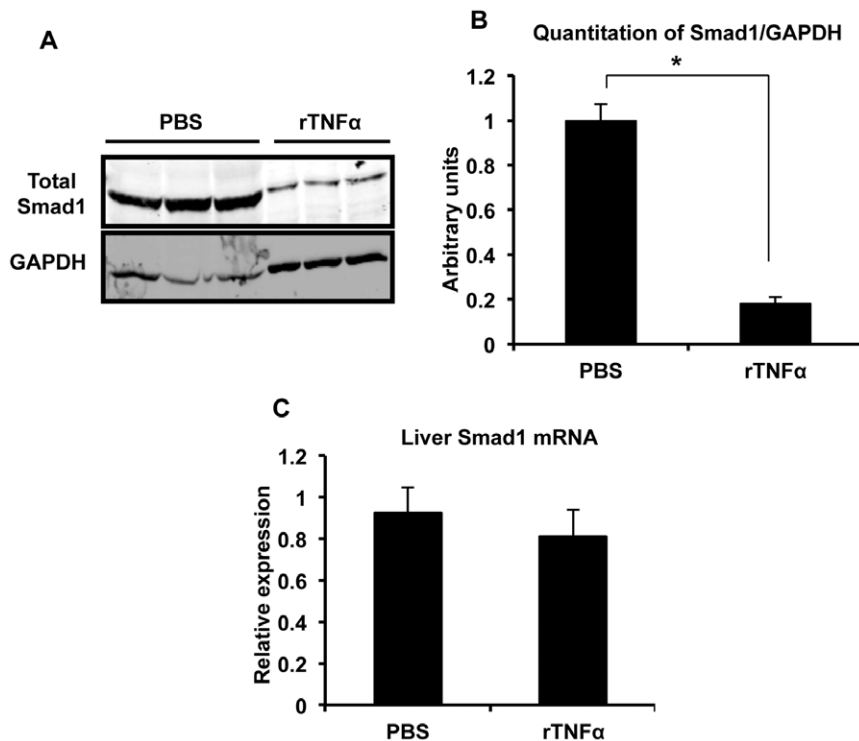 A
PBS rTNFα
Total
Smad1
GAPDH
B
Quantitation of Smad1/GAPDH
*
1.2
1
0.8
0.6
0.4
0.2
0
Arbitrary units
PBS rTNFα
C
Liver Smad1 mRNA
1.2
1
0.8
0.6
0.4
0.2
0
Relative expression
PBS rTNFα